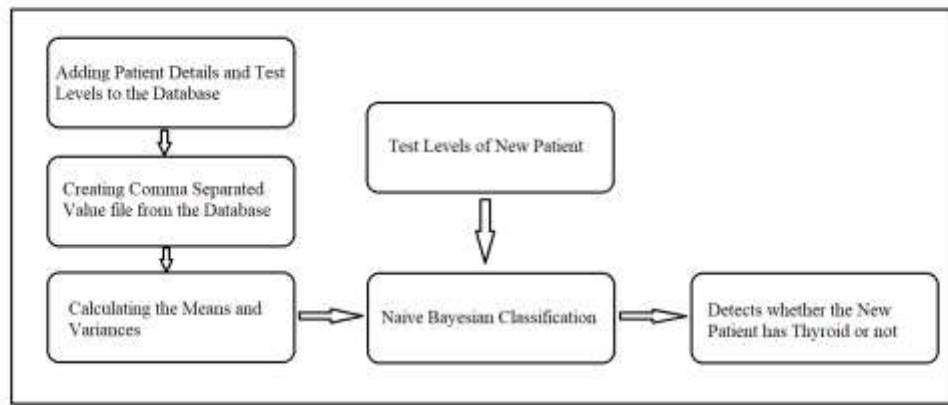 Adding Patient Details and Test
Levels to the Database
Creating Comma Separated
Value file from the Database
Calculating the Means and
Variances
Test Levels of New Patient
Naive Bayesian Classification
Detects whether the New
Patient has Thyroid or not